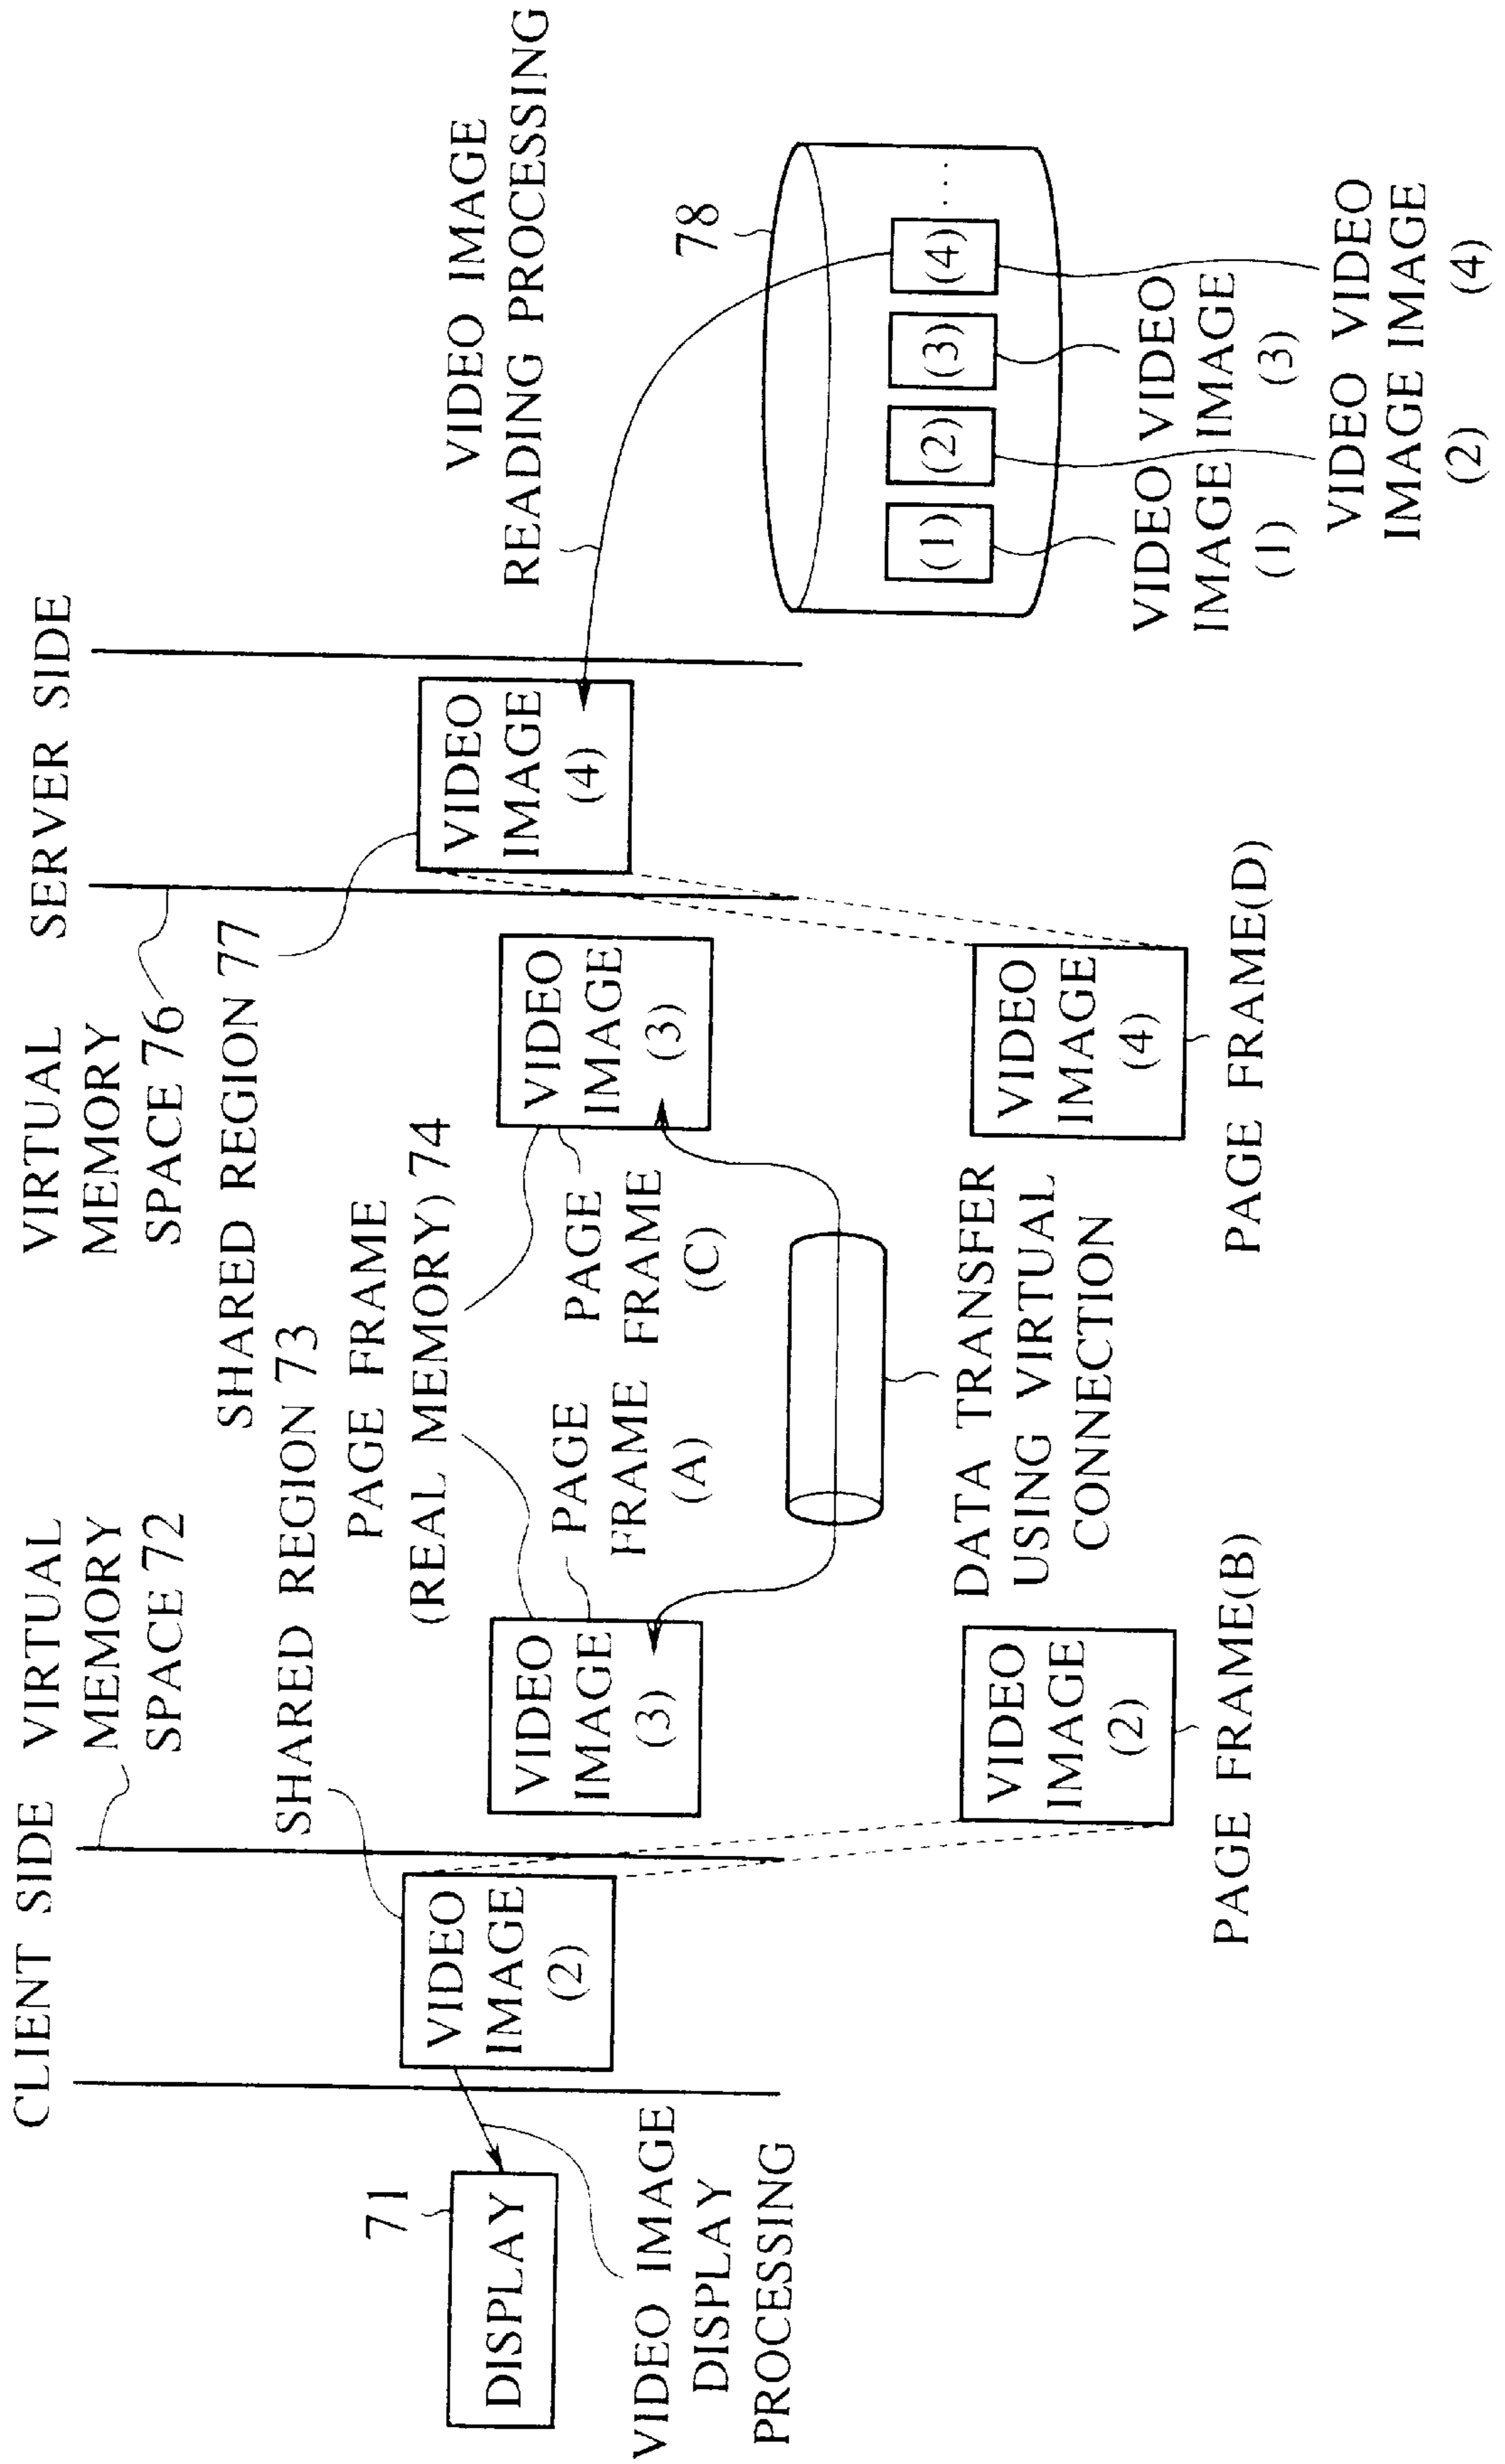 CLIENT SIDE
VIRTUAL
MEMORY
SPACE 72
VIRTUAL
MEMORY
SPACE 76
SERVER SIDE
SHARED REGION 73
SHARED REGION 77
PAGE FRAME
(REAL MEMORY) 74
VIDEO IMAGE
READING PROCESSING
71
DISPLAY
VIDEO IMAGE
DISPLAY
PROCESSING
VIDEO
IMAGE
(2)
VIDEO
IMAGE
(3)
PAGE
FRAME
(A)
PAGE
FRAME
(C)
VIDEO
IMAGE
(3)
VIDEO
IMAGE
(4)
78
(1)
(2)
(3)
(4)
....
VIDEO
IMAGE
(2)
PAGE FRAME(B)
DATA TRANSFER
USING VIRTUAL
CONNECTION
VIDEO
IMAGE
(4)
PAGE FRAME(D)
VIDEO VIDEO
IMAGE IMAGE
(1) (3)
VIDEO VIDEO
IMAGE IMAGE
(2) (4)